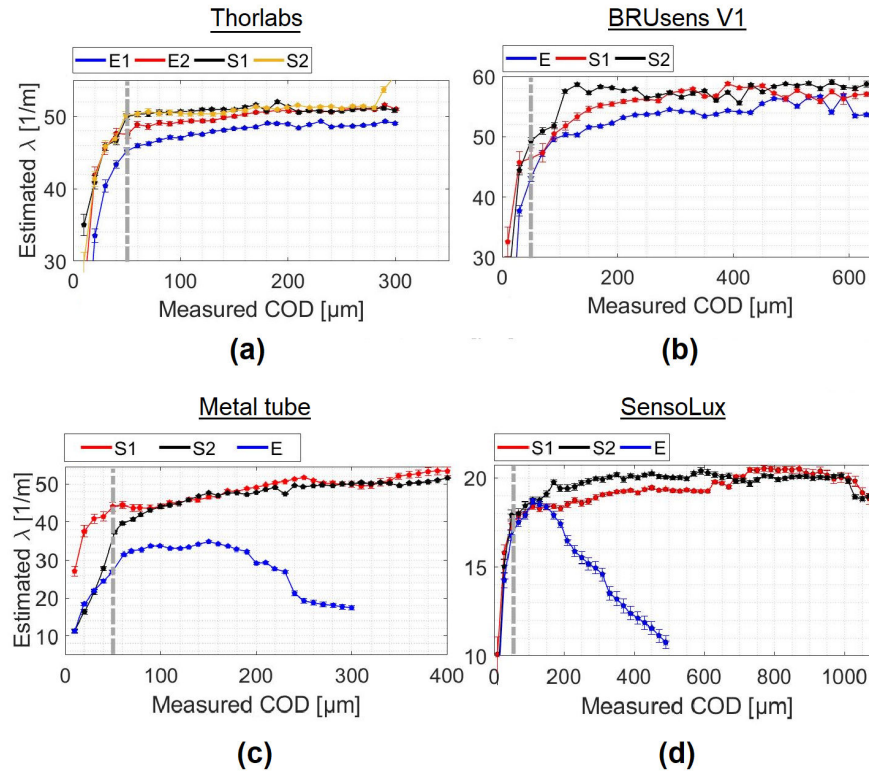 Thorlabs
E1 E2 S1 S2
Estimated λ [1/m]
50
40
30
0 100 200 300
Measured COD [µm]
(a)
BRUsens V1
E S1 S2
60
50
40
30
0 200 400 600
Measured COD [µm]
(b)
Metal tube
S1 S2 E
Estimated λ [1/m]
50
40
30
20
10
0 100 200 300 400
Measured COD [µm]
(c)
SensoLux
S1 S2 E
20
15
10
0 200 400 600 800 1000
Measured COD [µm]
(d)